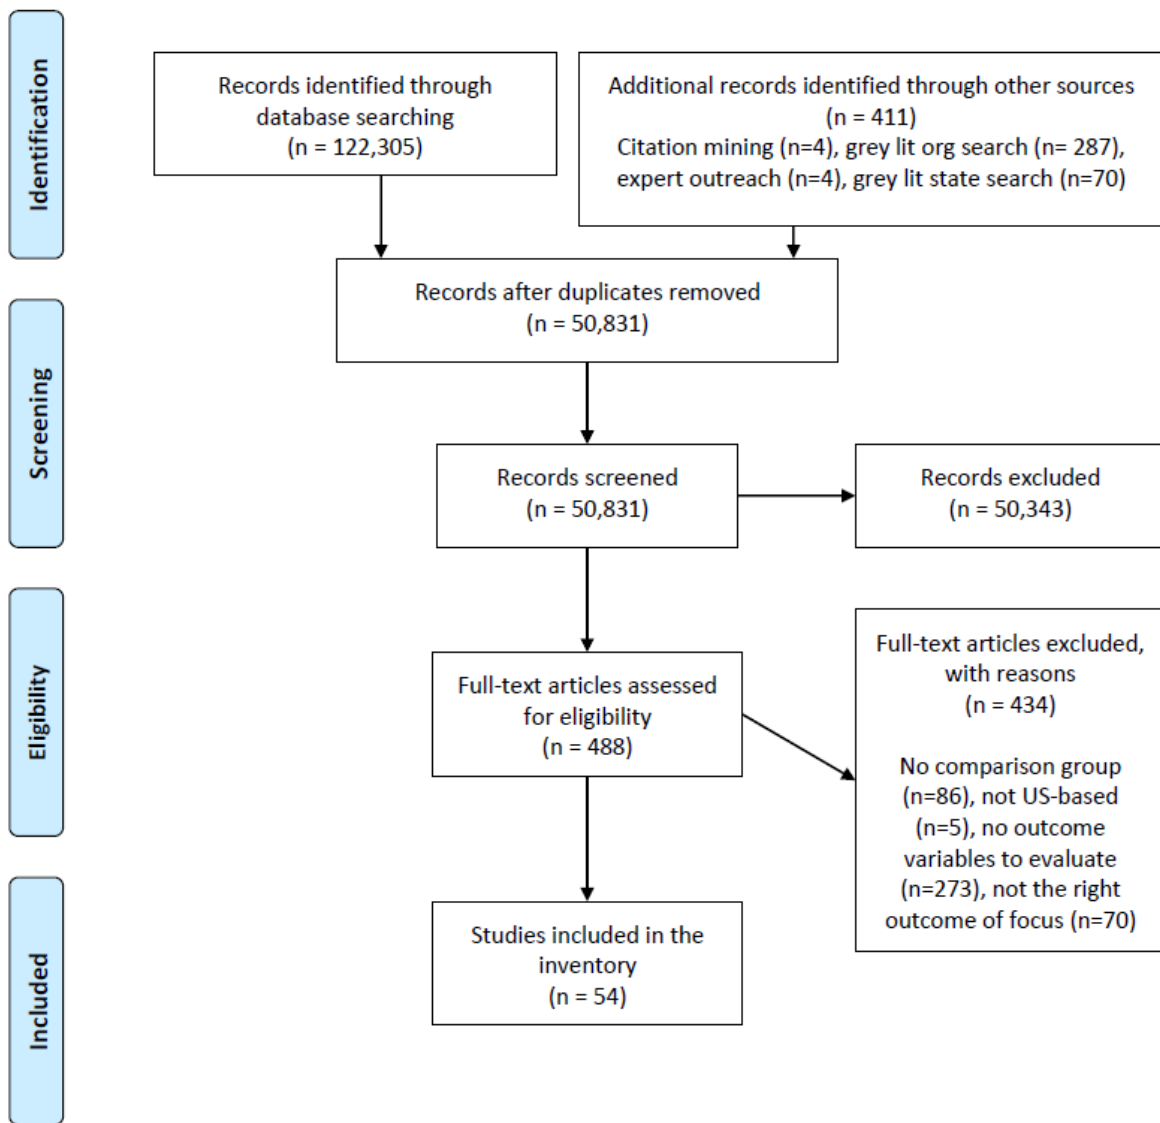 Identification
Records identified through
database searching
(n = 122,305)
Additional records identified through other sources
(n = 411)
Citation mining (n=4), grey lit org search (n= 287),
expert outreach (n=4), grey lit state search (n=70)
Records after duplicates removed
(n = 50,831)
Screening
Records screened
(n = 50,831)
Records excluded
(n = 50,343)
Eligibility
Full-text articles assessed
for eligibility
(n = 488)
Full-text articles excluded,
with reasons
(n = 434)
No comparison group
(n=86), not US-based
(n=5), no outcome
variables to evaluate
(n=273), not the right
outcome of focus (n=70)
Included
Studies included in the
inventory
(n = 54)